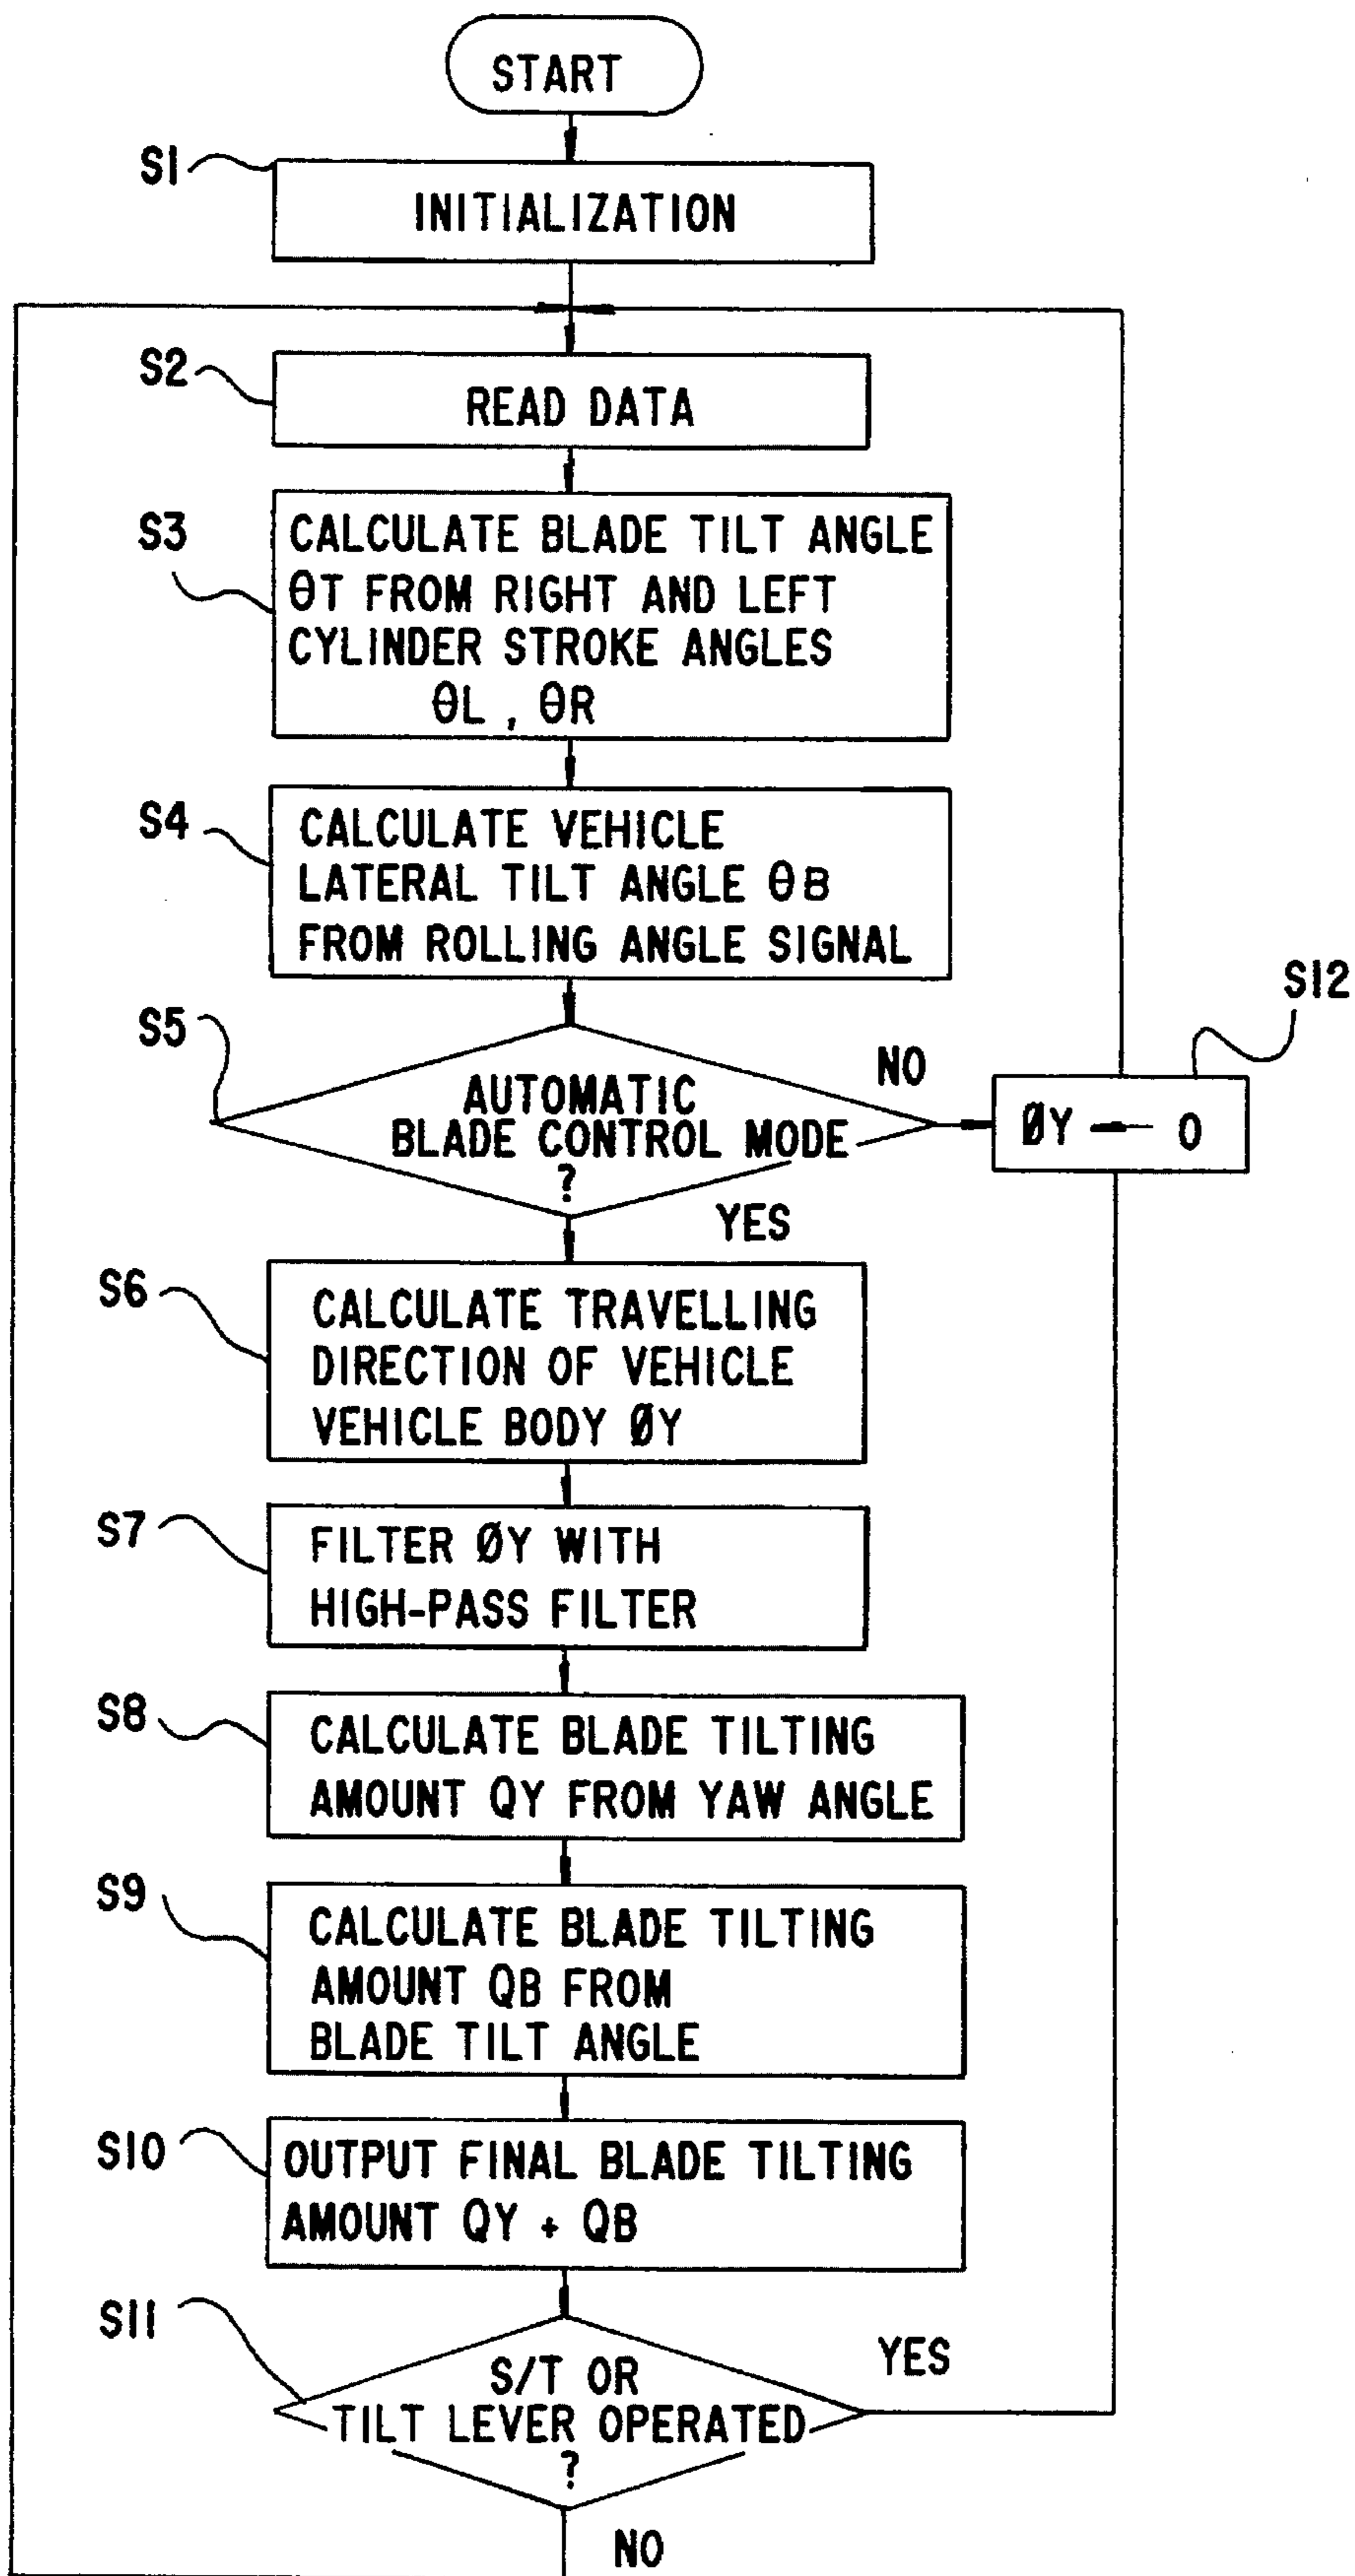 START
S1
INITIALIZATION
S2
READ DATA
S3
CALCULATE BLADE TILT ANGLE
θT FROM RIGHT AND LEFT
CYLINDER STROKE ANGLES
θL , θR
S4
CALCULATE VEHICLE
LATERAL TILT ANGLE θB
FROM ROLLING ANGLE SIGNAL
S5
AUTOMATIC
BLADE CONTROL MODE
?
NO
YES
S12
ØY ← 0
S6
CALCULATE TRAVELLING
DIRECTION OF VEHICLE
VEHICLE BODY ØY
S7
FILTER ØY WITH
HIGH-PASS FILTER
S8
CALCULATE BLADE TILTING
AMOUNT QY FROM YAW ANGLE
S9
CALCULATE BLADE TILTING
AMOUNT QB FROM
BLADE TILT ANGLE
S10
OUTPUT FINAL BLADE TILTING
AMOUNT QY + QB
S11
S/T OR
TILT LEVER OPERATED
?
YES
NO